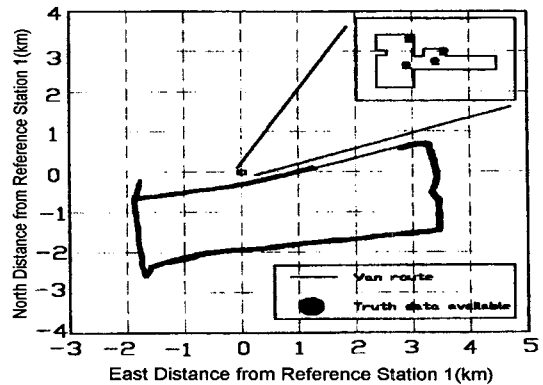 North Distance from Reference Station 1(km)
4
3
2
1
0
-1
-2
-3
-4
Van route
Truth data available
-3 -2 -1 0 1 2 3 4 5
East Distance from Reference Station 1(km)